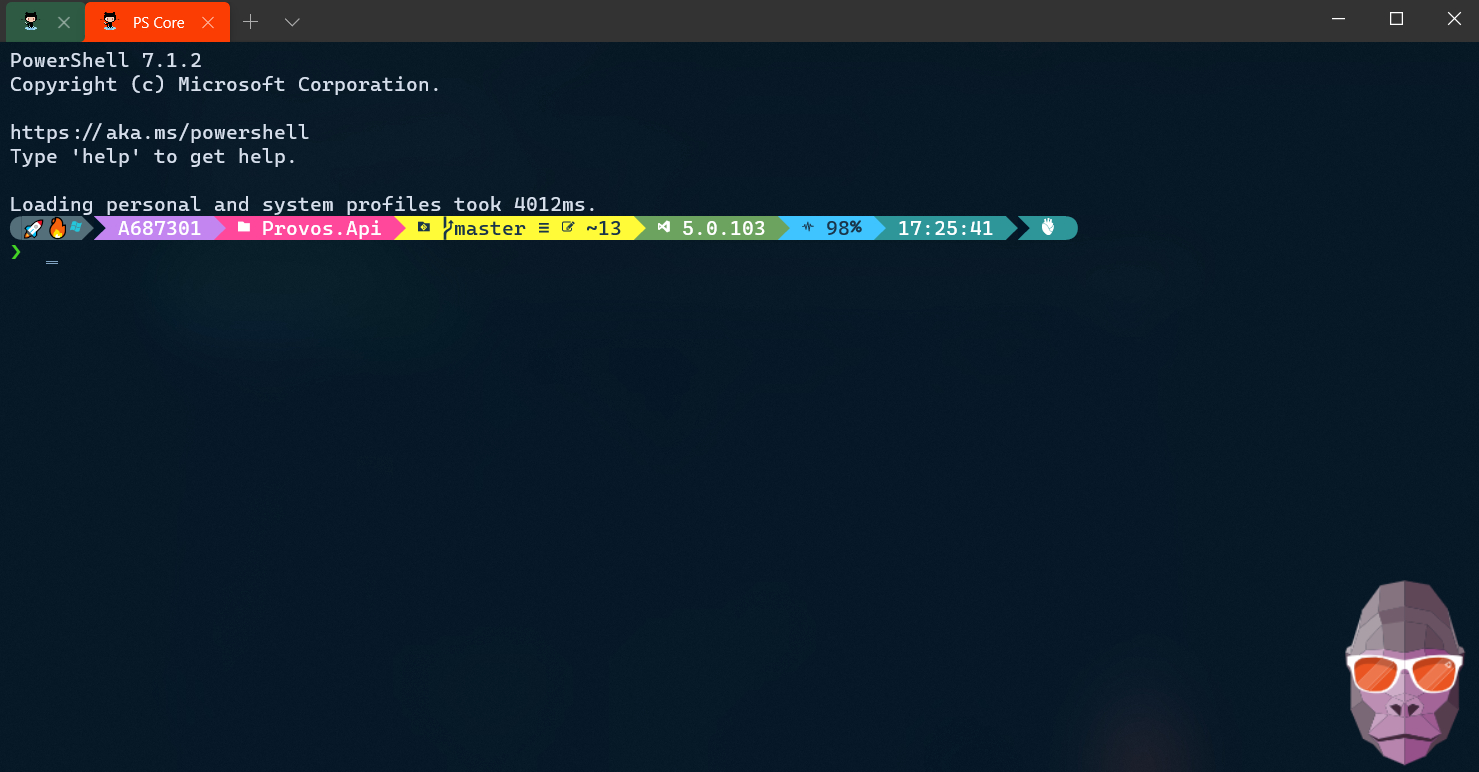 PS Core
PowerShell 7.1.2
Copyright (c) Microsoft Corporation.
https://aka.ms/powershell
Type 'help' to get help.
Loading personal and system profiles took 4012ms.
A687301 Provos.Api master ≡ ~13 5.0.103 98% 17:25:41
❯ _